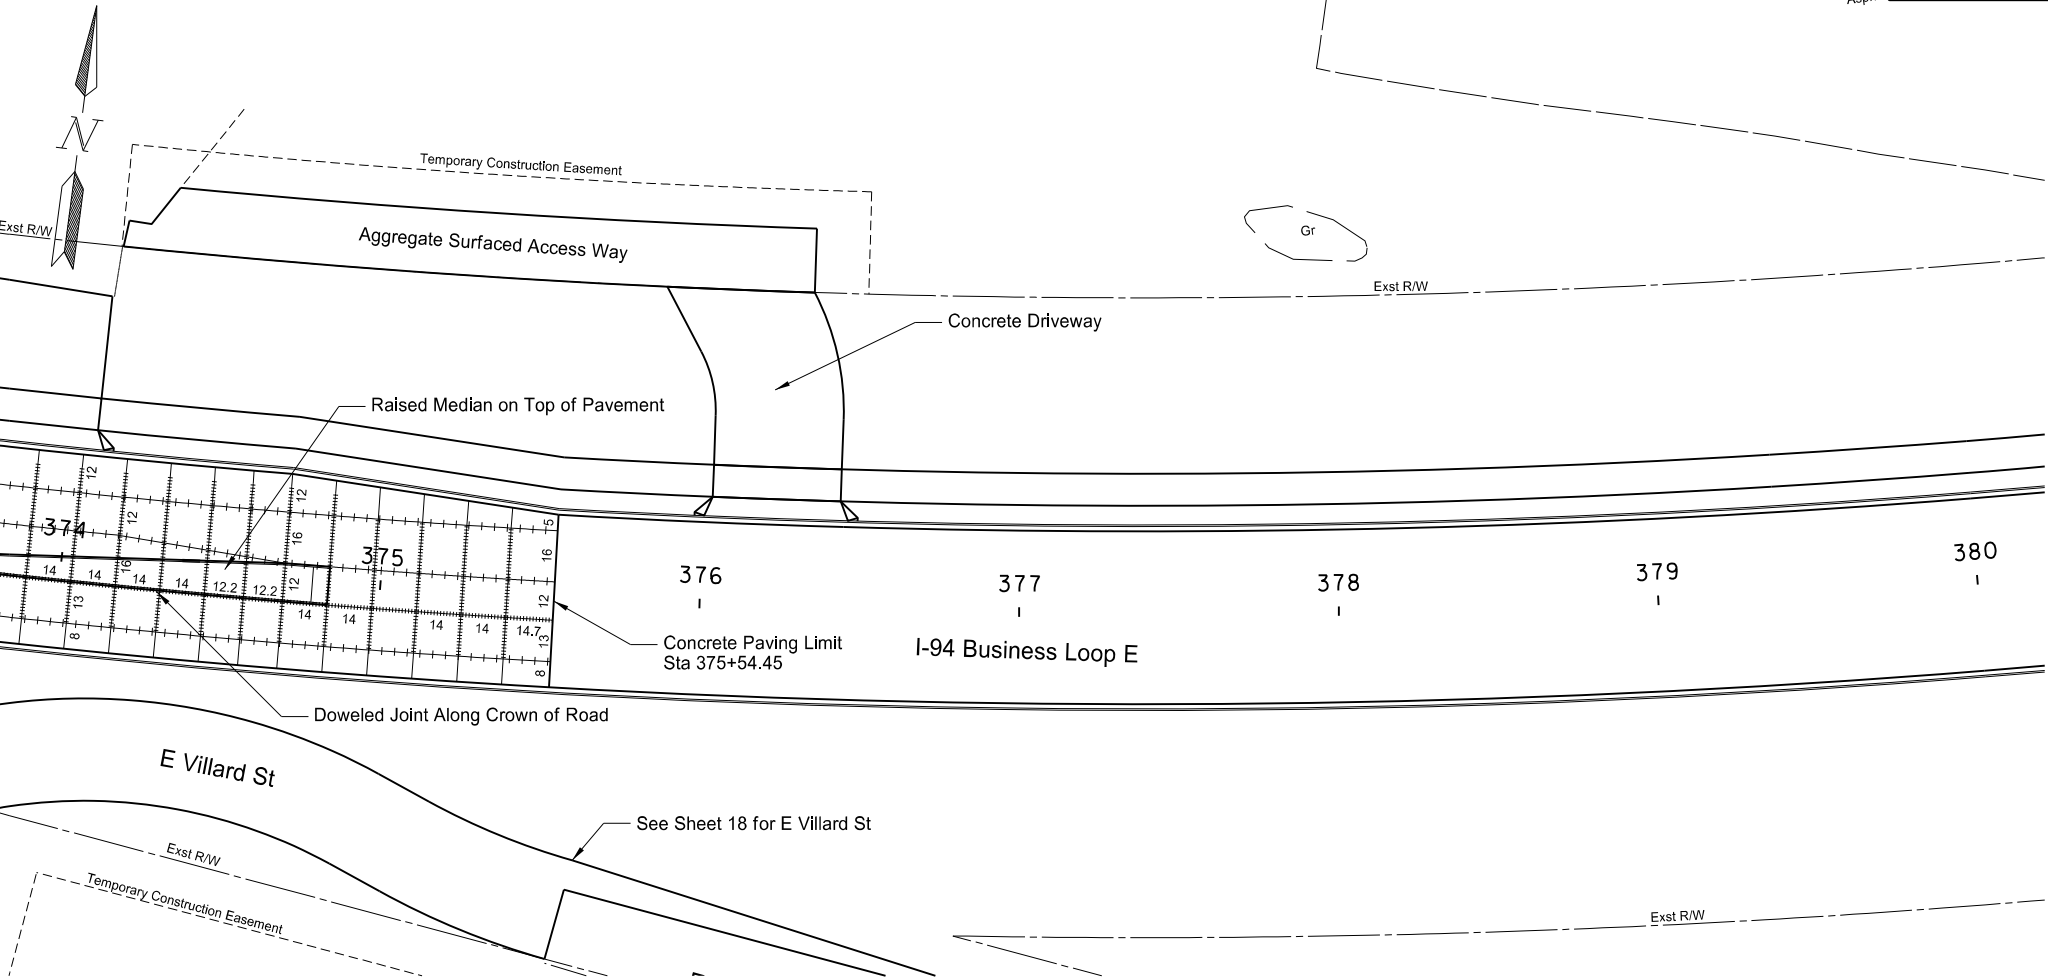 Asph
N
Temporary Construction Easement
Exst R/W
Aggregate Surfaced Access Way
Gr
Exst R/W
Concrete Driveway
Raised Median on Top of Pavement
12
12
12
16
5
16
374
375
376
377
378
379
380
14
14
16
14
14
12.2
12.2
12
14
14
14
14
14.7
12
13
13
8
8
Concrete Paving Limit
Sta 375+54.45
I-94 Business Loop E
Doweled Joint Along Crown of Road
E Villard St
See Sheet 18 for E Villard St
Exst R/W
Temporary Construction Easement
Exst R/W